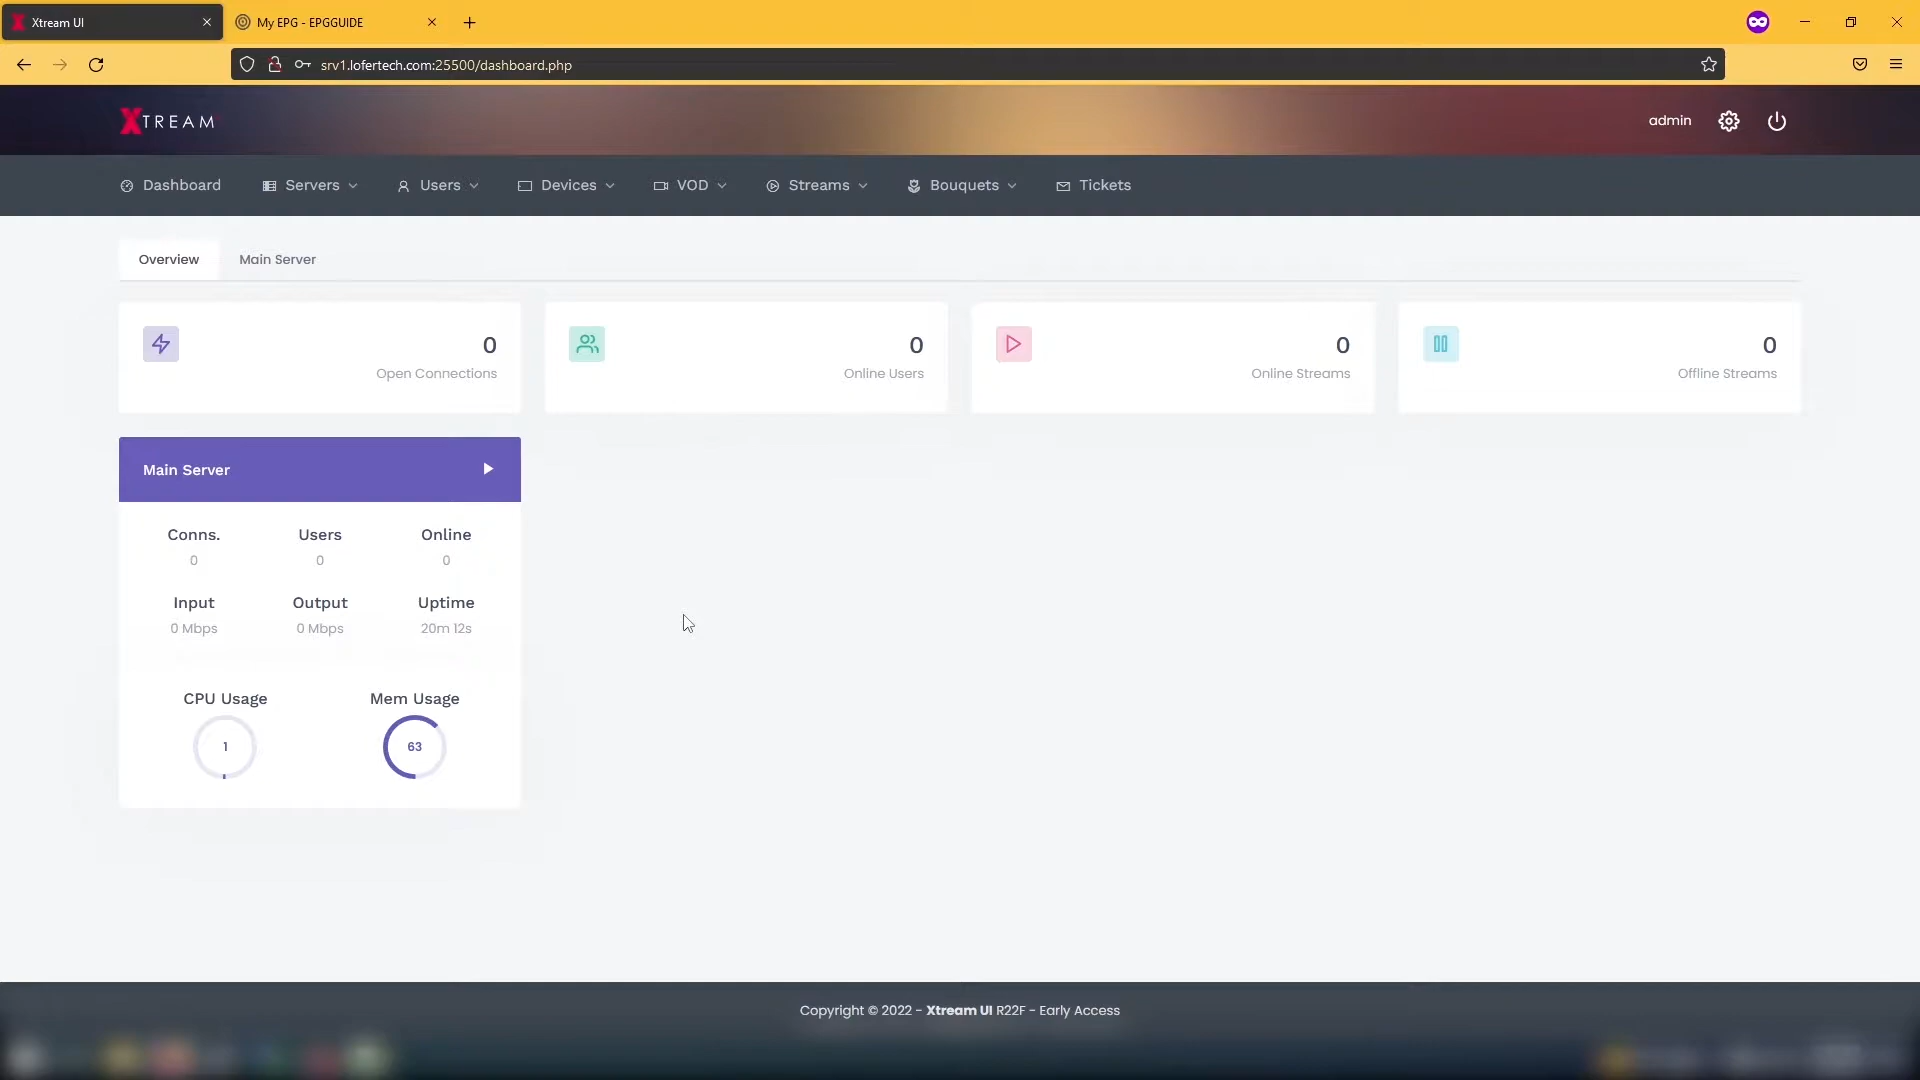 Xtream UI
My EPG - EPGGUIDE
srv1.lofertech.com:25500/dashboard.php
XTREAM
admin
Dashboard
Servers
Users
Devices
VOD
Streams
Bouquets
Tickets
Overview
Main Server
0
Open Connections
0
Online Users
0
Online Streams
0
Offline Streams
Main Server
Conns.
Users
Online
0
0
0
Input
Output
Uptime
0 Mbps
0 Mbps
20m 12s
CPU Usage
Mem Usage
1
63
Copyright © 2022 - Xtream UI R22F - Early Access